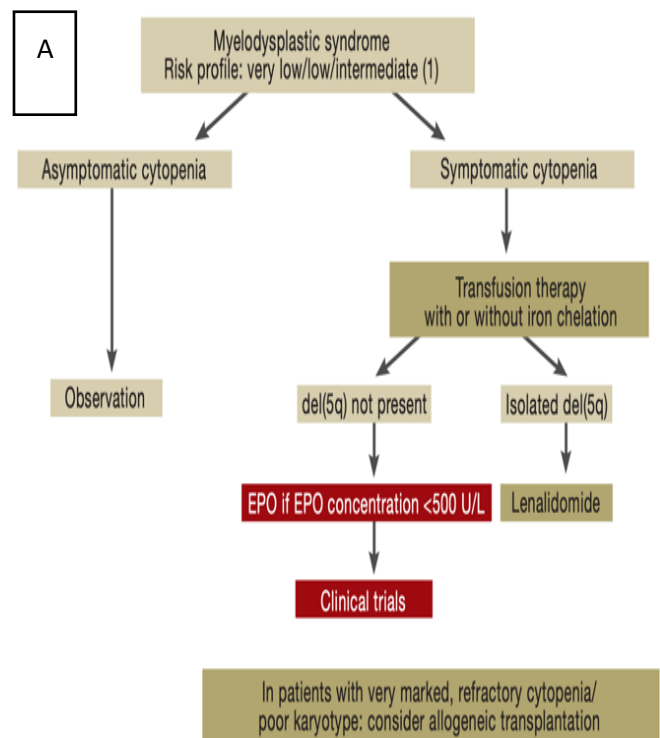 A
Myelodysplastic syndrome
Risk profile: very low/low/intermediate (1)
Asymptomatic cytopenia
Symptomatic cytopenia
Transfusion therapy
with or without iron chelation
Observation
del(5q) not present
Isolated del(5q)
EPO if EPO concentration <500 U/L
Lenalidomide
Clinical trials
In patients with very marked, refractory cytopenia/
poor karyotype: consider allogeneic transplantation